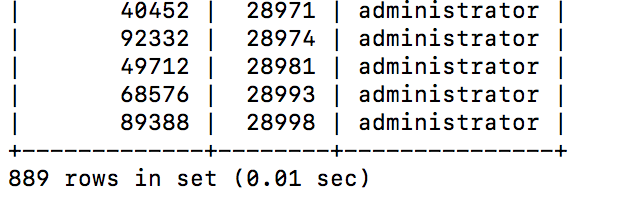 |        40452 |  28971 | administrator |
|        92332 |  28974 | administrator |
|        49712 |  28981 | administrator |
|        68576 |  28993 | administrator |
|        89388 |  28998 | administrator |
+--------------+--------+---------------+
889 rows in set (0.01 sec)